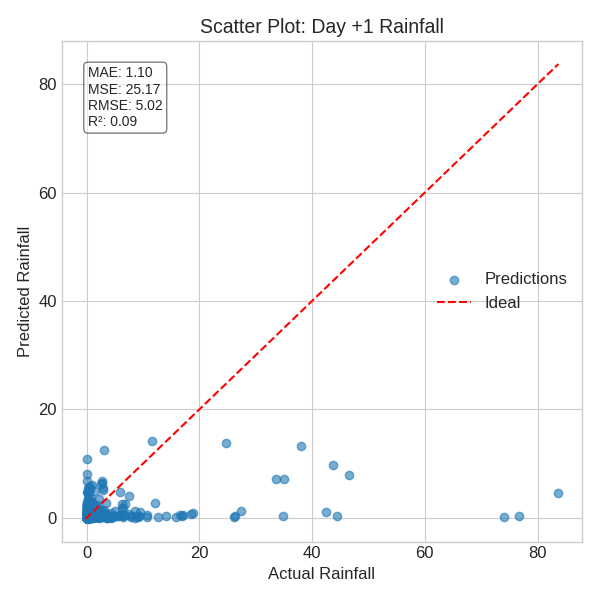 Scatter Plot: Day +1 Rainfall
MAE: 1.10
MSE: 25.17
RMSE: 5.02
R²: 0.09
80
60
40
20
0
Predicted Rainfall
Predictions
Ideal
0 20 40 60 80
Actual Rainfall